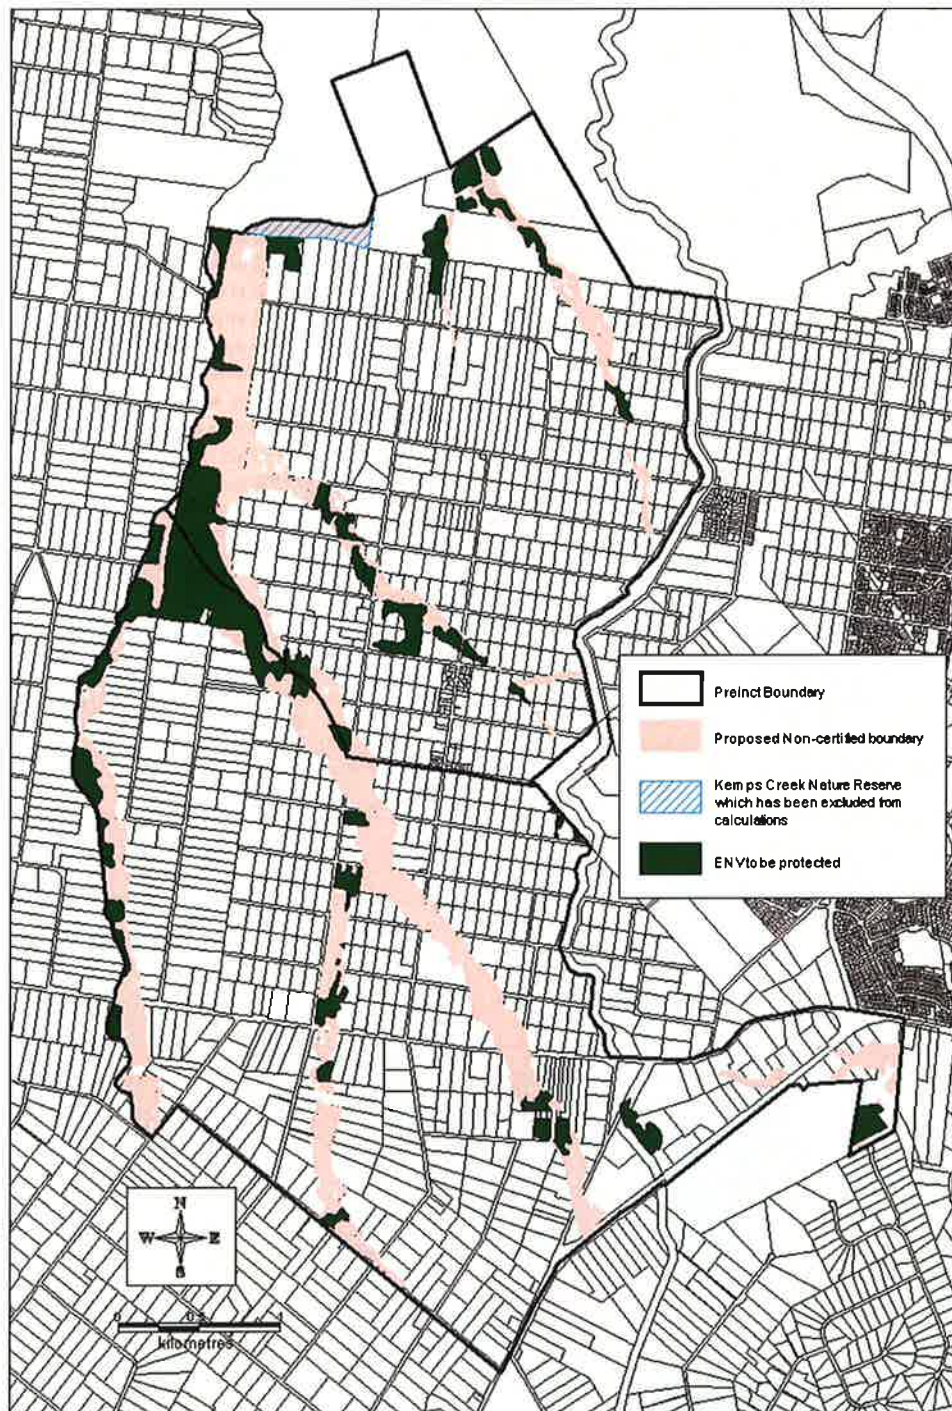 Preinct Boundary
Proposed Non-certified boundary
Kemps Creek Nature Reserve
which has been excluded from
calculations
ENV to be protected
N
W E
S
0 0.5 1
kilometres